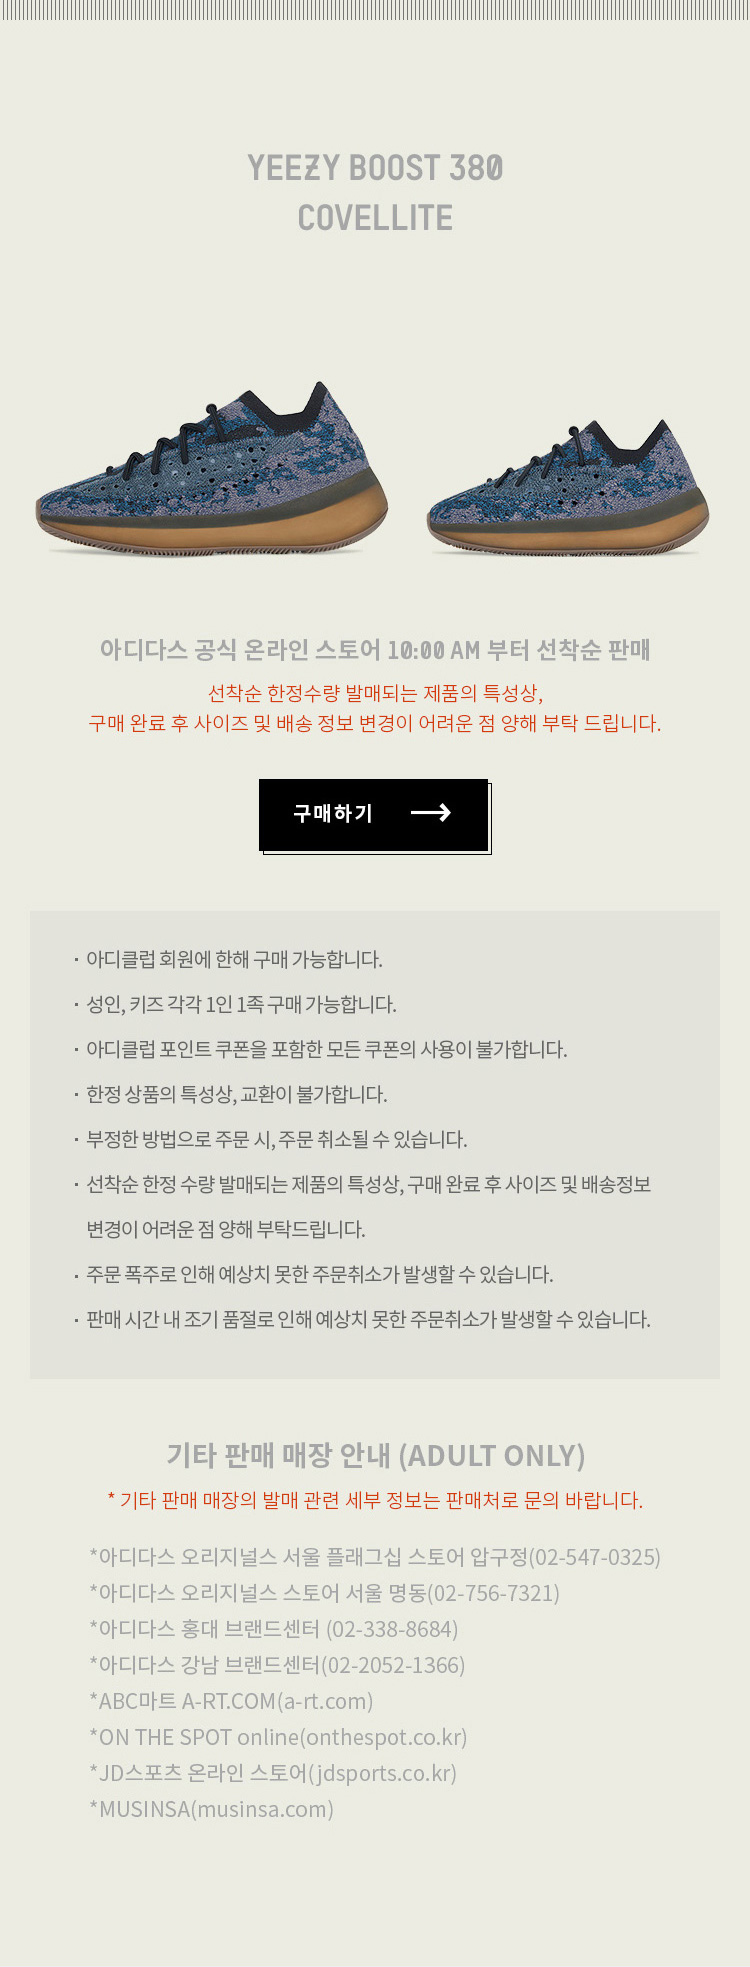 YEEZY BOOST 380
COVELLITE
아디다스 공식 온라인 스토어 10:00 AM 부터 선착순 판매
선착순 한정수량 발매되는 제품의 특성상,
구매 완료 후 사이즈 및 배송 정보 변경이 어려운 점 양해 부탁 드립니다.
구매하기
· 아디클럽 회원에 한해 구매 가능합니다.
· 성인, 키즈 각각 1인 1족 구매 가능합니다.
· 아디클럽 포인트 쿠폰을 포함한 모든 쿠폰의 사용이 불가합니다.
· 한정 상품의 특성상, 교환이 불가합니다.
· 부정한 방법으로 주문 시, 주문 취소될 수 있습니다.
· 선착순 한정 수량 발매되는 제품의 특성상, 구매 완료 후 사이즈 및 배송정보
변경이 어려운 점 양해 부탁드립니다.
· 주문 폭주로 인해 예상치 못한 주문취소가 발생할 수 있습니다.
· 판매 시간 내 조기 품절로 인해 예상치 못한 주문취소가 발생할 수 있습니다.
기타 판매 매장 안내 (ADULT ONLY)
* 기타 판매 매장의 발매 관련 세부 정보는 판매처로 문의 바랍니다.
*아디다스 오리지널스 서울 플래그십 스토어 압구정(02-547-0325)
*아디다스 오리지널스 스토어 서울 명동(02-756-7321)
*아디다스 홍대 브랜드센터 (02-338-8684)
*아디다스 강남 브랜드센터(02-2052-1366)
*ABC마트 A-RT.COM(a-rt.com)
*ON THE SPOT online(onthespot.co.kr)
*JD스포츠 온라인 스토어(jdsports.co.kr)
*MUSINSA(musinsa.com)